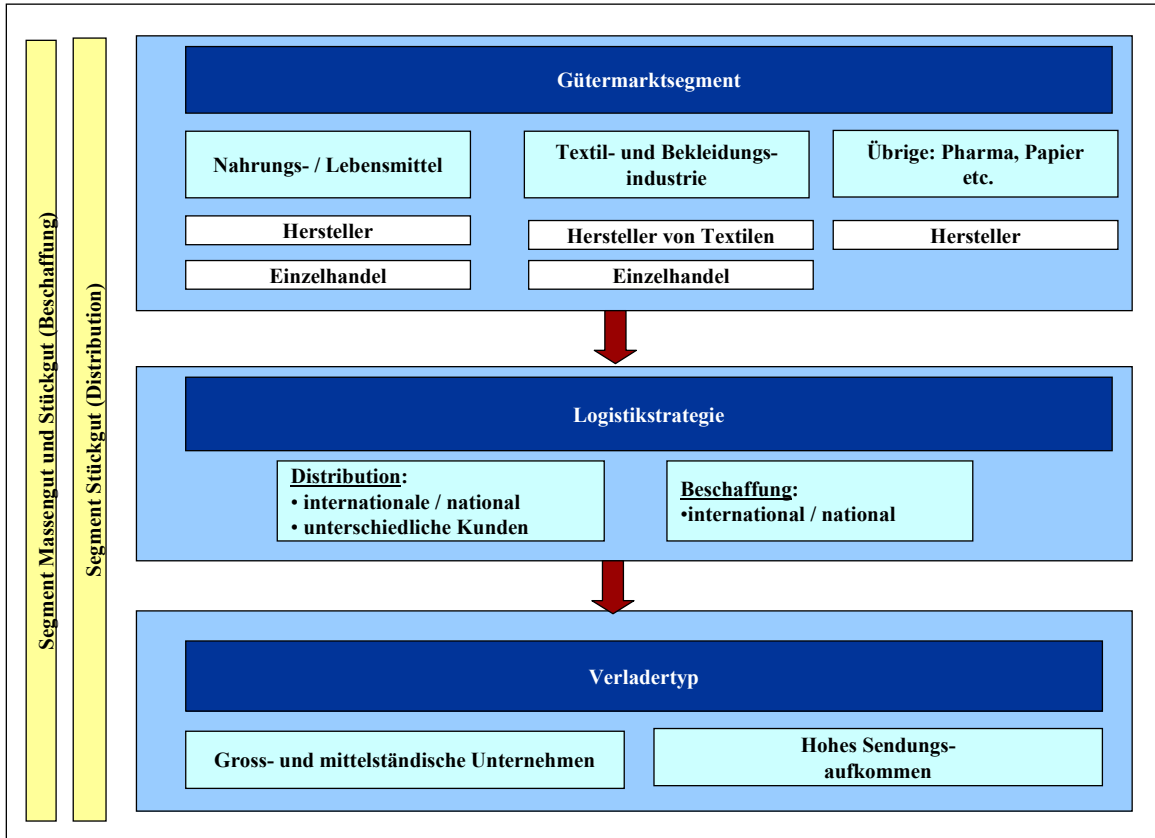 Segment Massengut und Stückgut (Beschaffung)
Segment Stückgut (Distribution)
Gütermarktsegment
Nahrungs- / Lebensmittel
Textil- und Bekleidungs-
industrie
Übrige: Pharma, Papier
etc.
Hersteller
Hersteller von Textilen
Hersteller
Einzelhandel
Einzelhandel
Logistikstrategie
Distribution:
• internationale / national
• unterschiedliche Kunden
Beschaffung:
•international / national
Verladertyp
Gross- und mittelständische Unternehmen
Hohes Sendungs-
aufkommen